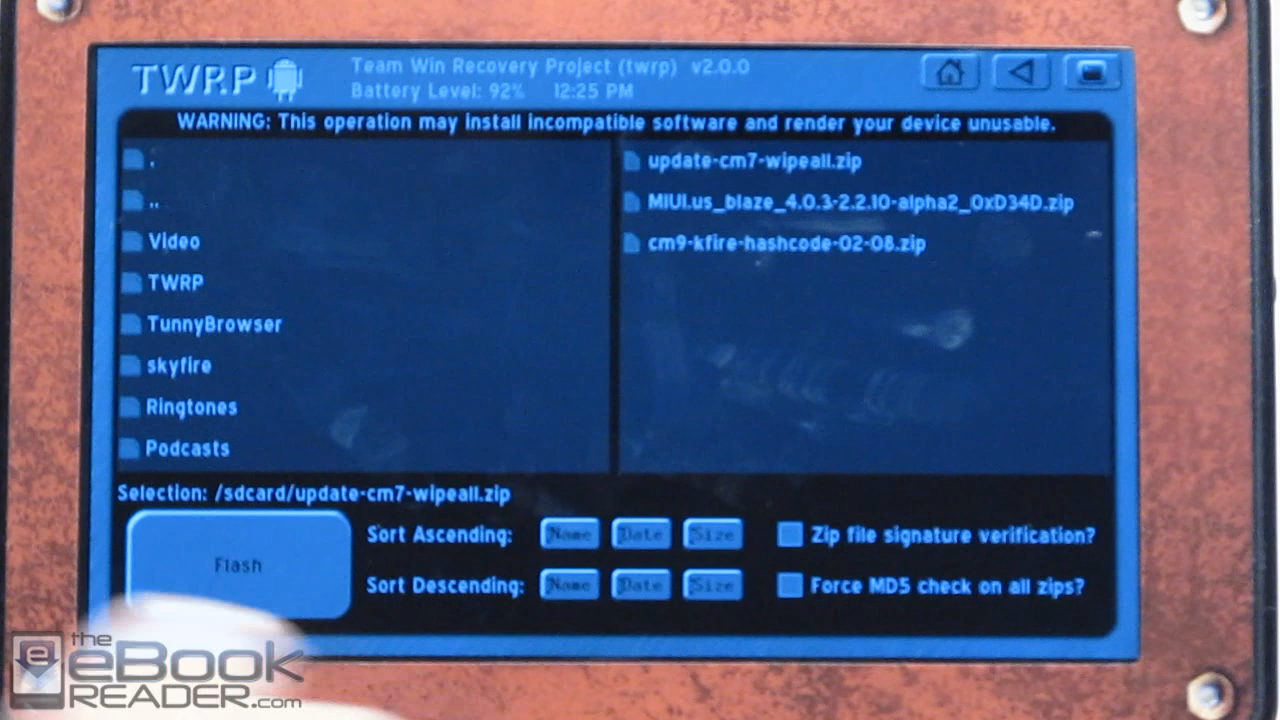 TWRP
Team Win Recovery Project (twrp) v2.0.0
Battery Level: 92% 12:25 PM
WARNING: This operation may install incompatible software and render your device unusable.
.
..
Video
TWRP
TunnyBrowser
skyfire
Ringtones
Podcasts
update-cm7-wipeall.zip
MIUI.us_blaze_4.0.3-2.2.10-alpha2_0xD34D.zip
cm9-kfire-hashcode-02-08.zip
Selection: /sdcard/update-cm7-wipeall.zip
Flash
Sort Ascending: Name Date Size
Zip file signature verification?
Sort Descending: Name Date Size
Force MD5 check on all zips?
e the
eBook
READER.com